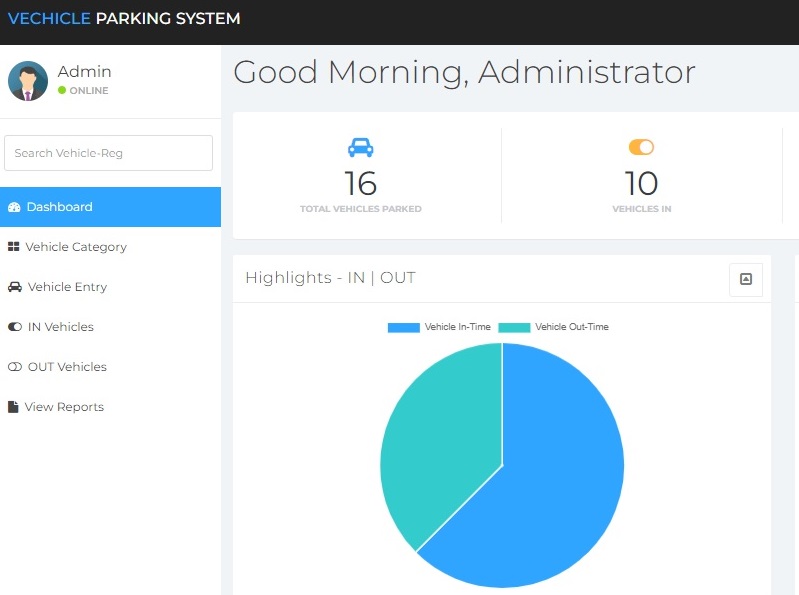 VECHICLE PARKING SYSTEM
Admin
ONLINE
Search Vehicle-Reg
Dashboard
Vehicle Category
Vehicle Entry
IN Vehicles
OUT Vehicles
View Reports
Good Morning, Administrator
16
TOTAL VEHICLES PARKED
10
VEHICLES IN
Highlights - IN | OUT
Vehicle In-Time Vehicle Out-Time